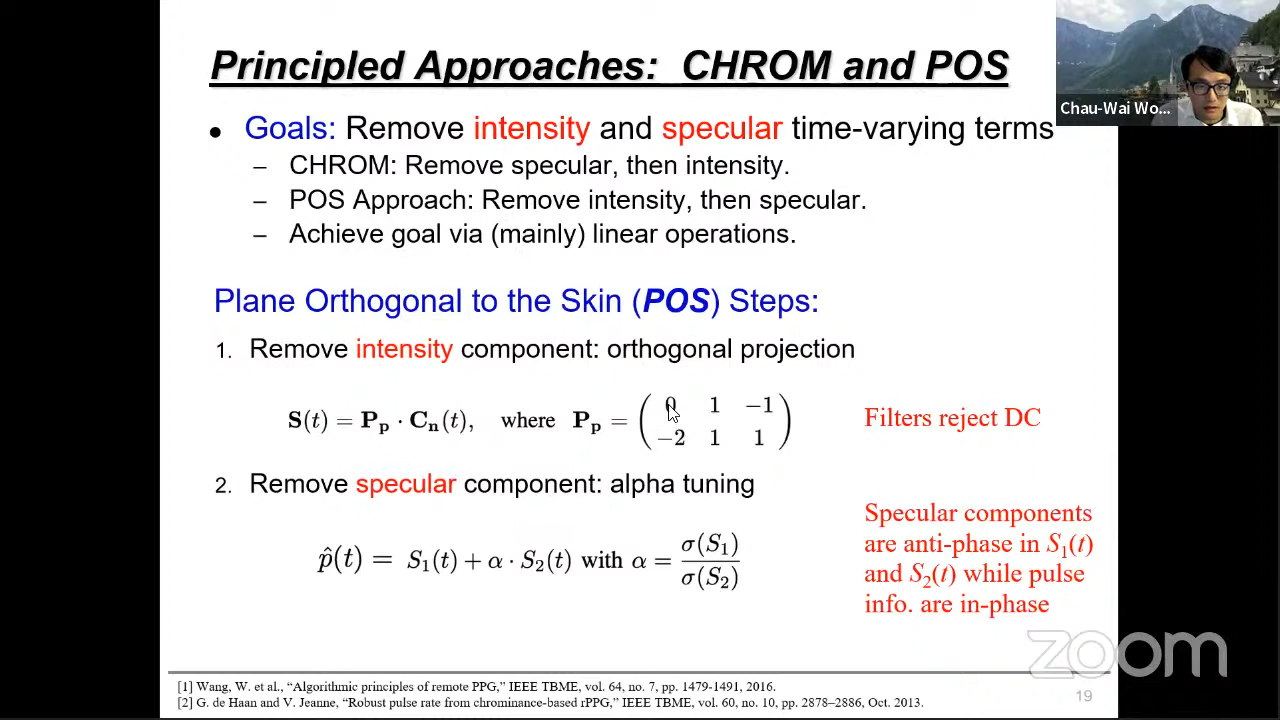 Principled Approaches: CHROM and POS
Chau-Wai Wo...
• Goals: Remove intensity and specular time-varying terms
– CHROM: Remove specular, then intensity.
– POS Approach: Remove intensity, then specular.
– Achieve goal via (mainly) linear operations.
Plane Orthogonal to the Skin (POS) Steps:
1. Remove intensity component: orthogonal projection
S(t) = Pp · Cn(t), where Pp = ( 0 1 −1
−2 1 1 )
Filters reject DC
2. Remove specular component: alpha tuning
p̂(t) = S1(t) + α · S2(t) with α = σ(S1)/σ(S2)
Specular components
are anti-phase in S1(t)
and S2(t) while pulse
info. are in-phase
zoom
[1] Wang, W. et al., “Algorithmic principles of remote PPG,” IEEE TBME, vol. 64, no. 7, pp. 1479-1491, 2016.
[2] G. de Haan and V. Jeanne, “Robust pulse rate from chrominance-based rPPG,” IEEE TBME, vol. 60, no. 10, pp. 2878–2886, Oct. 2013.
19